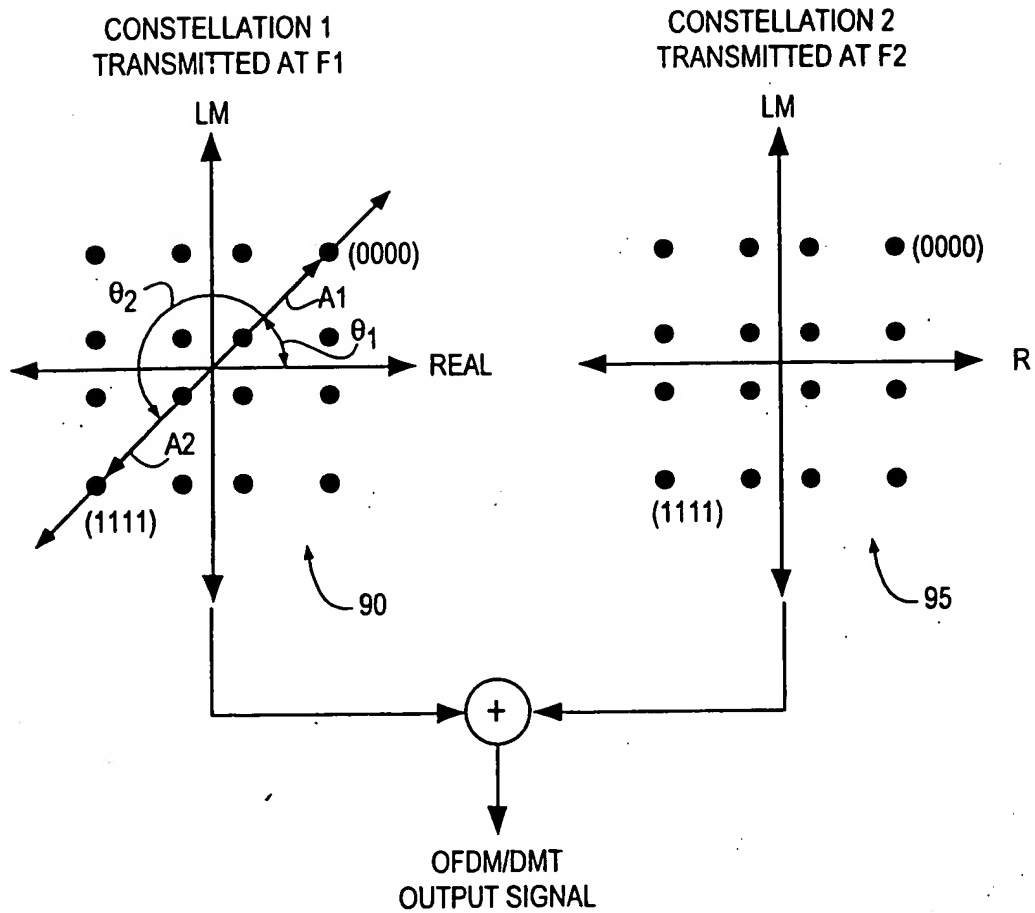 CONSTELLATION 1
TRANSMITTED AT F1
LM
(0000)
θ2
A1
θ1
REAL
A2
(1111)
90
CONSTELLATION 2
TRANSMITTED AT F2
LM
(0000)
R
(1111)
95
+
OFDM/DMT
OUTPUT SIGNAL